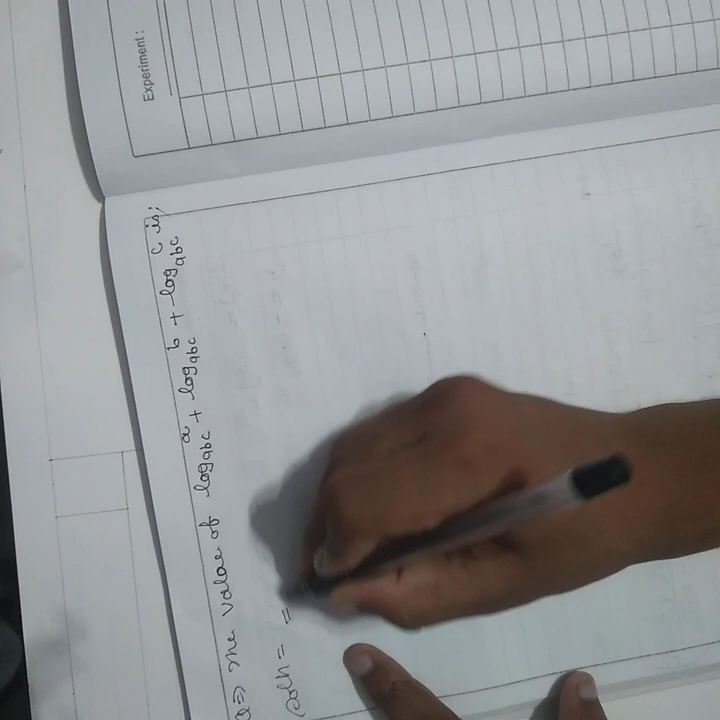 Experiment:
Q⇒ The value of log_abc a + log_abc b + log_abc c is;
Soln = =